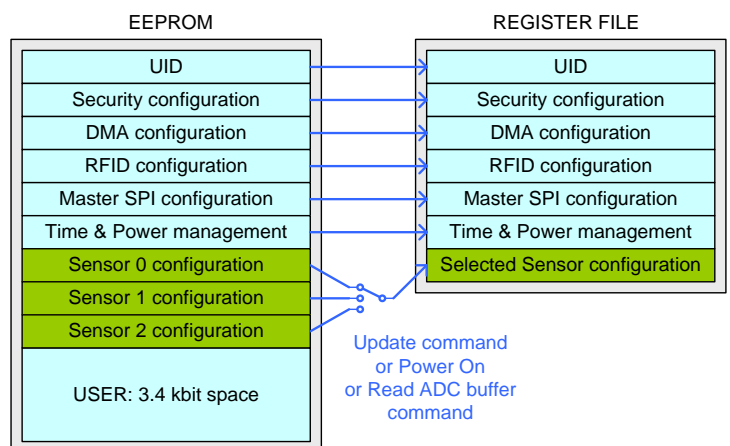 EEPROM
UID
Security configuration
DMA configuration
RFID configuration
Master SPI configuration
Time & Power management
Sensor 0 configuration
Sensor 1 configuration
Sensor 2 configuration
USER: 3.4 kbit space
REGISTER FILE
UID
Security configuration
DMA configuration
RFID configuration
Master SPI configuration
Time & Power management
Selected Sensor configuration
Update command
or Power On
or Read ADC buffer
command